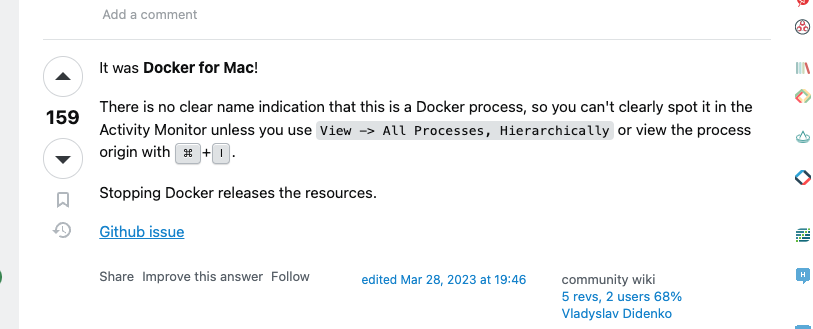 Add a comment
It was Docker for Mac!
159
There is no clear name indication that this is a Docker process, so you can't clearly spot it in the
Activity Monitor unless you use View -> All Processes, Hierarchically or view the process
origin with ⌘+I.
Stopping Docker releases the resources.
Github issue
Share Improve this answer Follow
edited Mar 28, 2023 at 19:46
community wiki
5 revs, 2 users 68%
Vladyslav Didenko